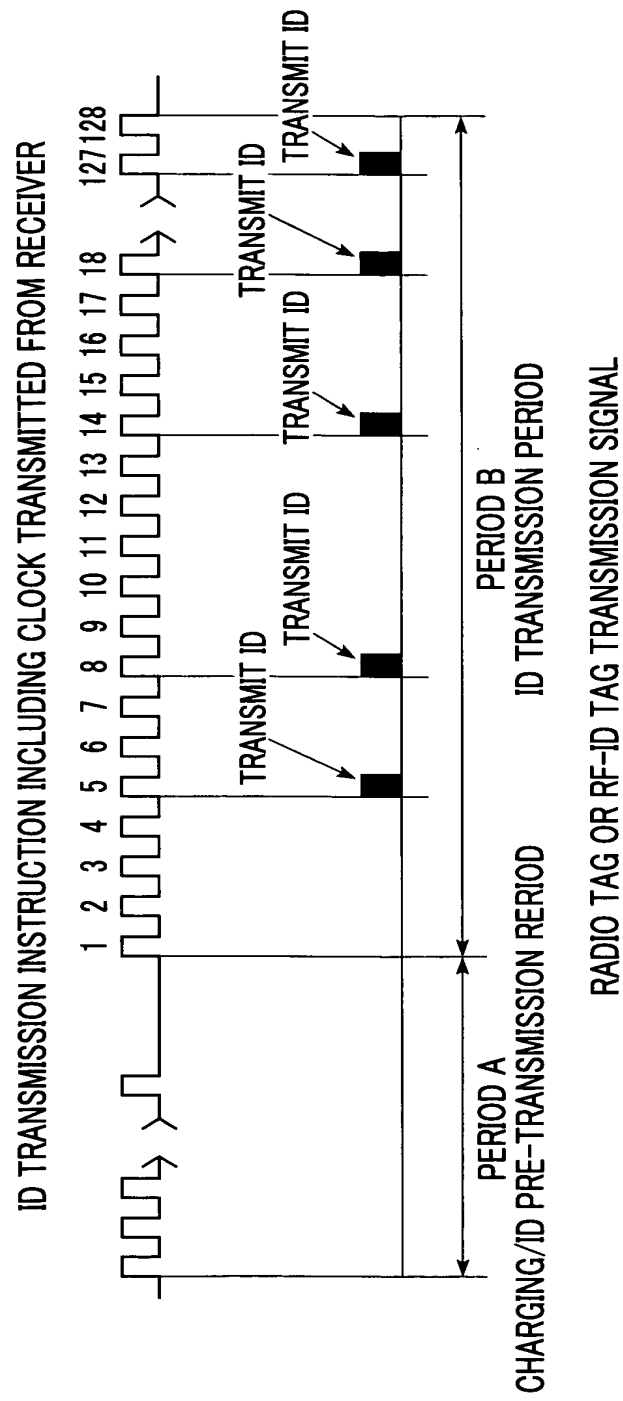 ID TRANSMISSION INSTRUCTION INCLUDING CLOCK TRANSMITTED FROM RECEIVER
1 2 3 4 5 6 7 8 9 10 11 12 13 14 15 16 17 18 127 128
TRANSMIT ID
TRANSMIT ID
TRANSMIT ID
TRANSMIT ID
TRANSMIT ID
PERIOD A
CHARGING/ID PRE-TRANSMISSION RERIOD
PERIOD B
ID TRANSMISSION PERIOD
RADIO TAG OR RF-ID TAG TRANSMISSION SIGNAL